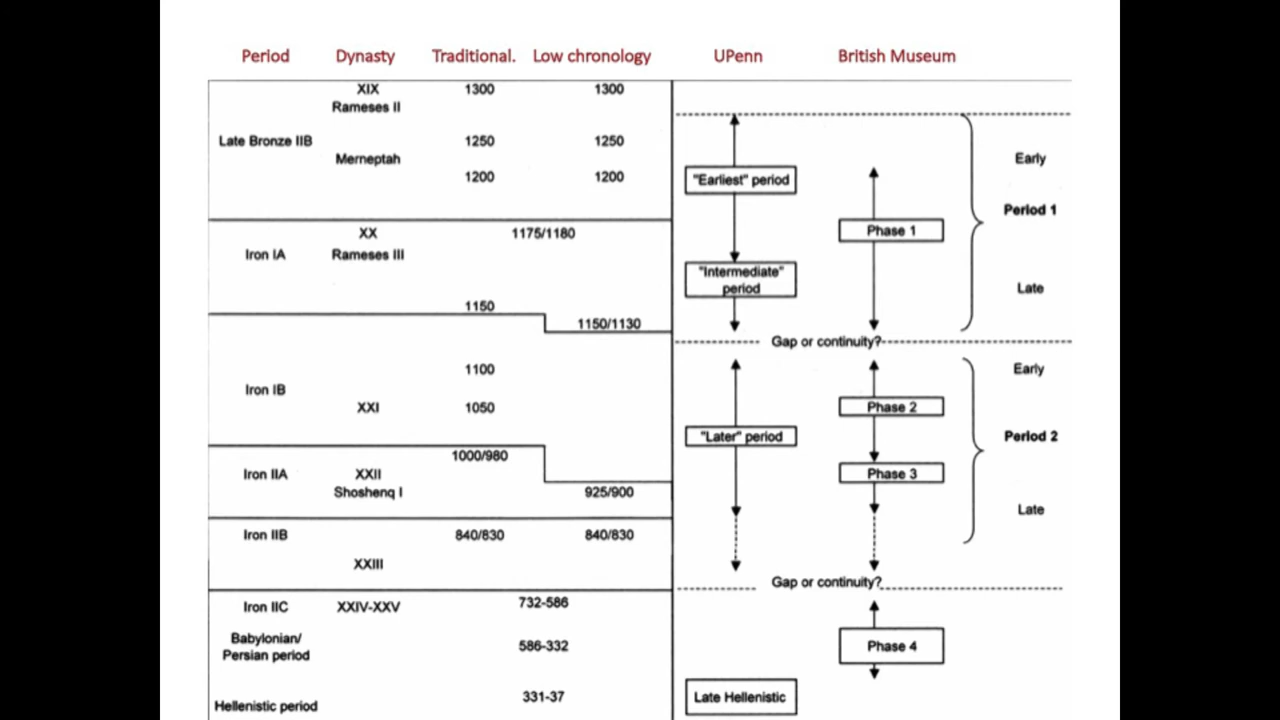 Period Dynasty Traditional. Low chronology UPenn British Museum
XIX 1300 1300
Rameses II
Late Bronze IIB 1250 1250
Early
Merneptah
1200 1200
"Earliest" period
Period 1
Phase 1
XX 1175/1180
Iron IA Rameses III
"Intermediate"
period
Late
1150
1150/1130
Gap or continuity?
1100
Early
Iron IB
XXI 1050
Phase 2
"Later" period
Period 2
1000/980
Iron IIA XXII
Phase 3
Shoshenq I 925/900
Late
Iron IIB 840/830 840/830
XXIII
Gap or continuity?
Iron IIC XXIV-XXV 732-586
Babylonian/
Persian period
586-332
Phase 4
Hellenistic period 331-37
Late Hellenistic